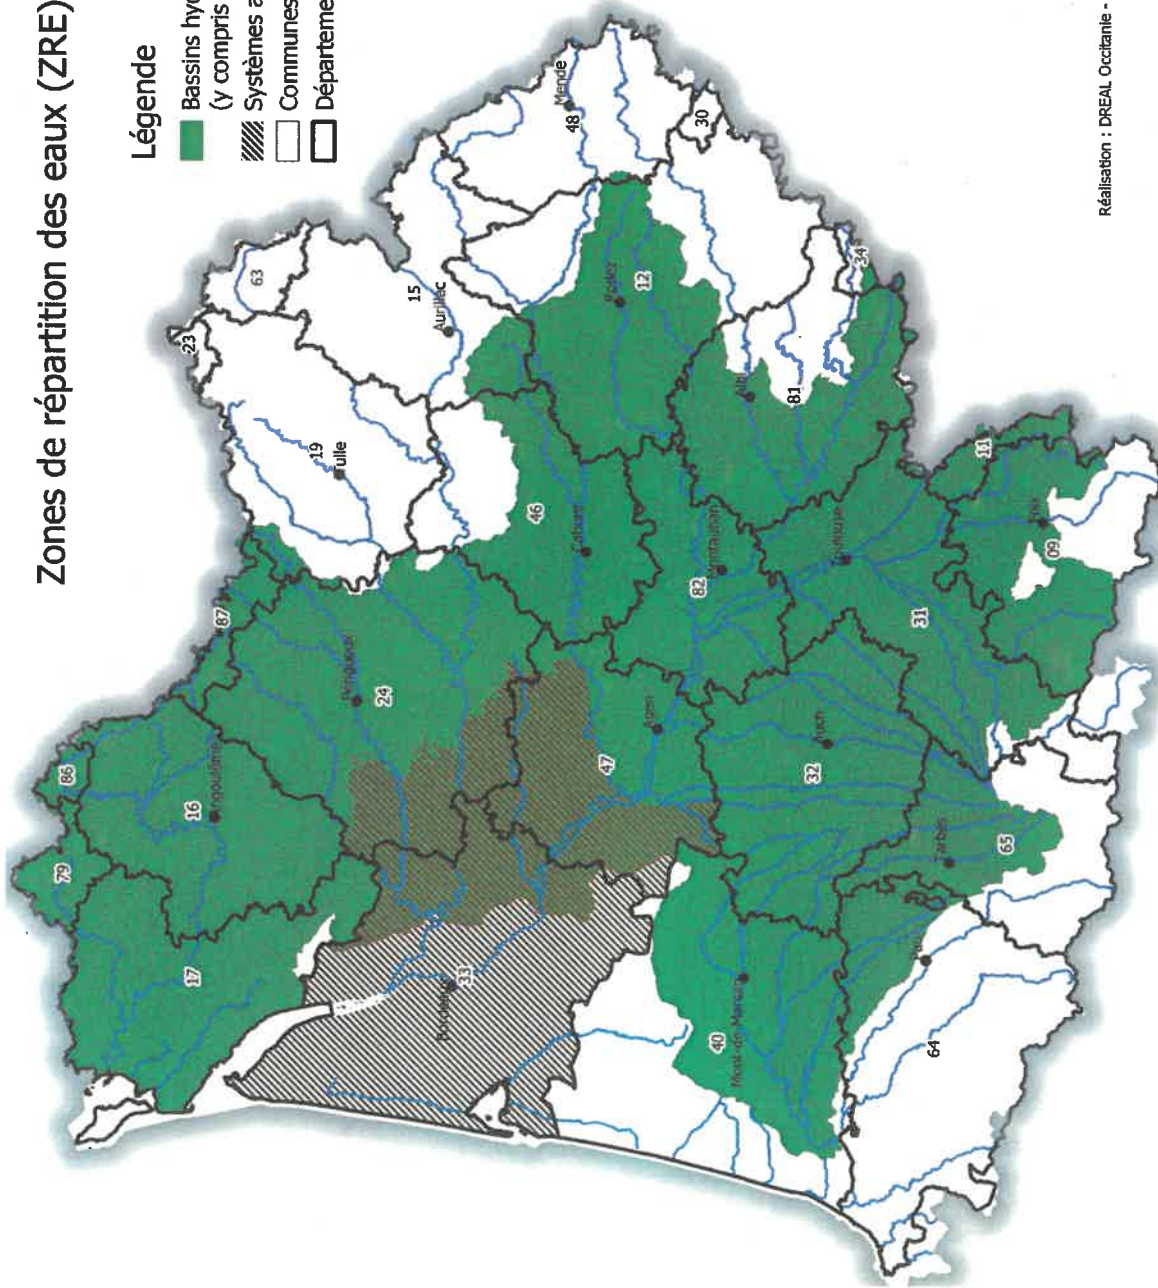 Zones de répartition des eaux (ZRE)
Légende
Bassins hy
(y compris
Systèmes a
Communes
Départeme
79
86
16
Angoulême
87
17
23
63
19
Tulle
15
Aurillac
Mende
48
30
Périgueux
24
33
46
Cahors
Rodez
12
47
Agen
82
Montauban
Albi
81
34
40
Mont-de-Marsan
32
Auch
Toulouse
31
11
64
Tarbes
65
Foix
09
Réalisation : DREAL Occitanie -